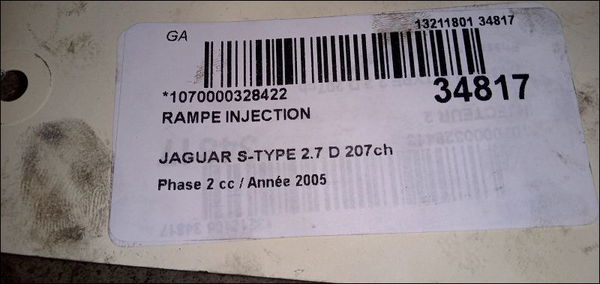 GA
13211801 34817
*1070000328422
34817
RAMPE INJECTION
JAGUAR S-TYPE 2.7 D 207ch
Phase 2 cc / Année 2005